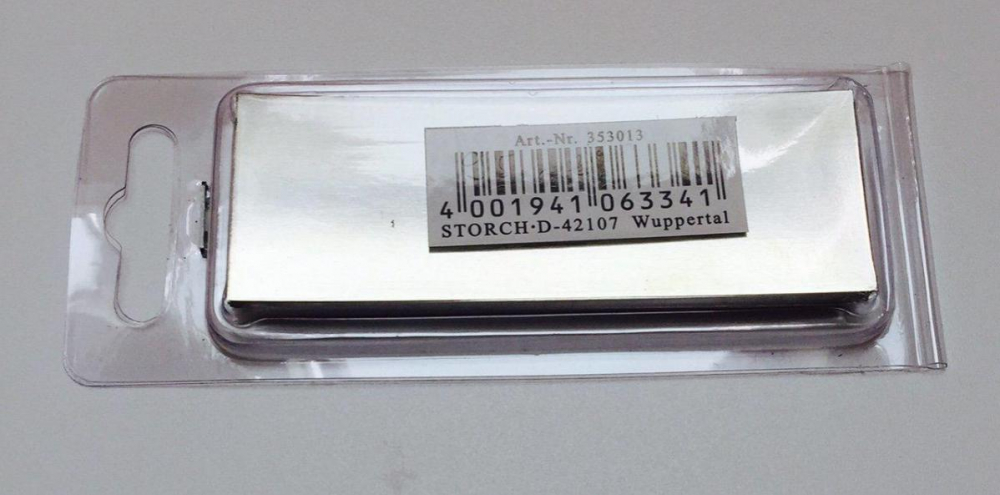 Art.-Nr. 353013
4 001941 063341
STORCH·D-42107 Wuppertal